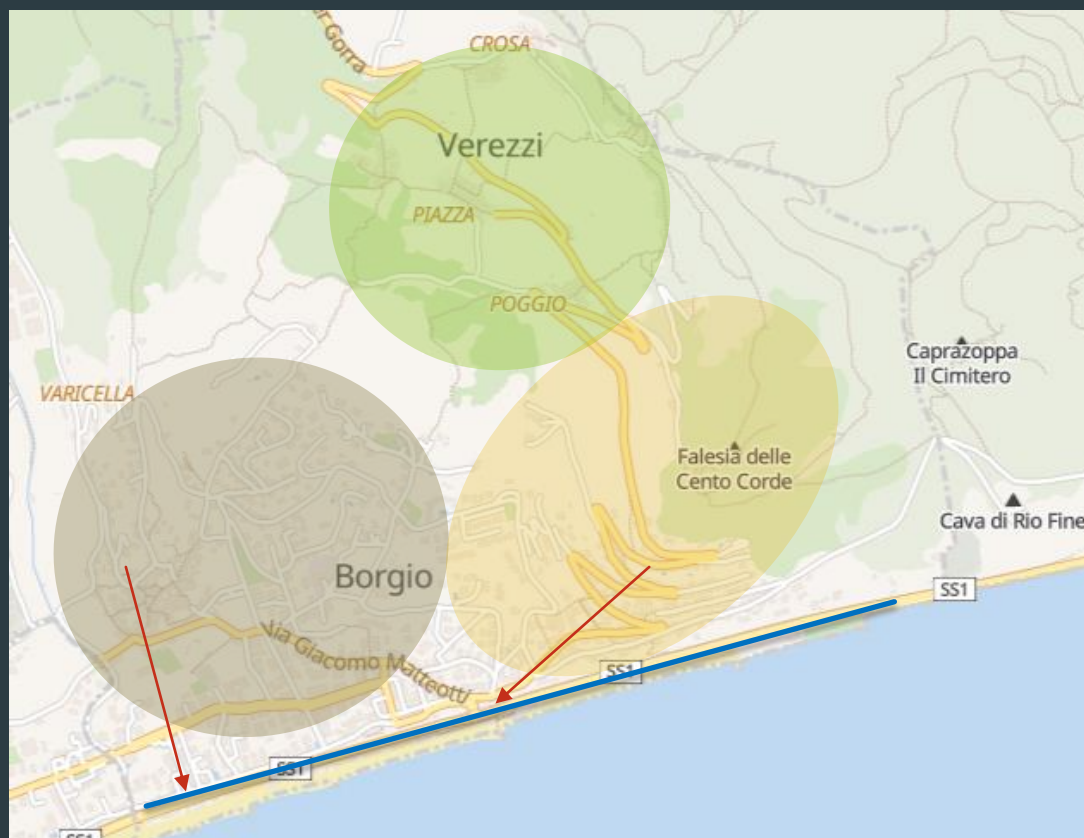 Gorra
CROSA
Verezzi
PIAZZA
POGGIO
Caprazoppa
Il Cimitero
VARICELLA
Falesia delle
Cento Corde
Cava di Rio Fine
Borgio
SS1
Via Giacomo Matteotti
SS1
SS1
SS1